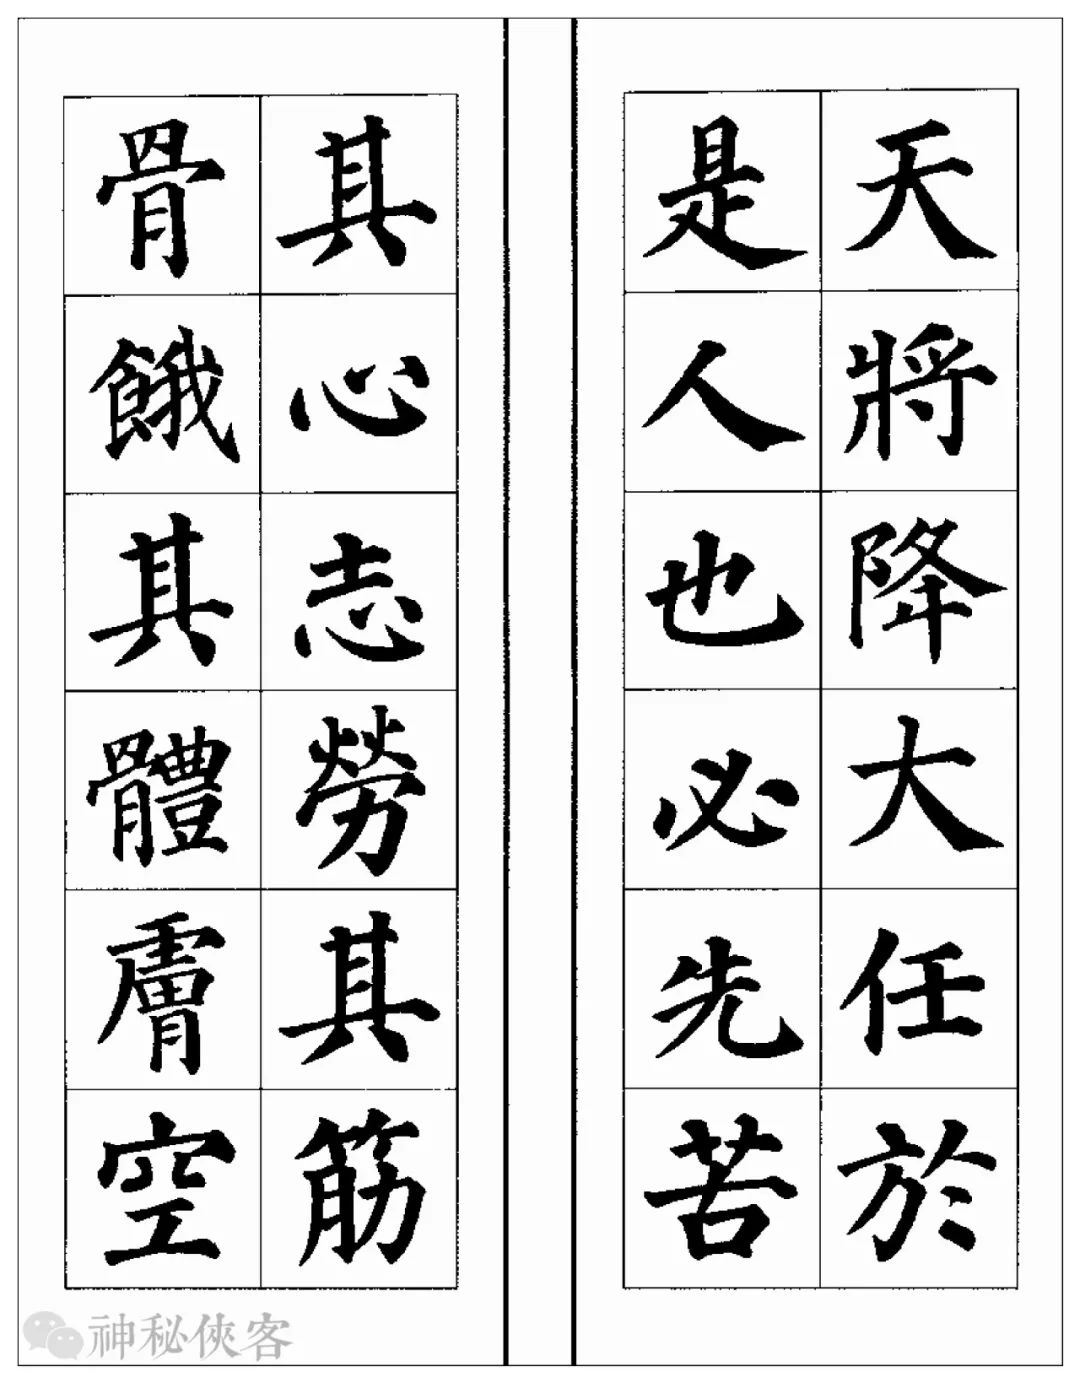 天將降大任於
是人也必先苦
其心志勞其筋
骨餓其體膚空
神秘俠客